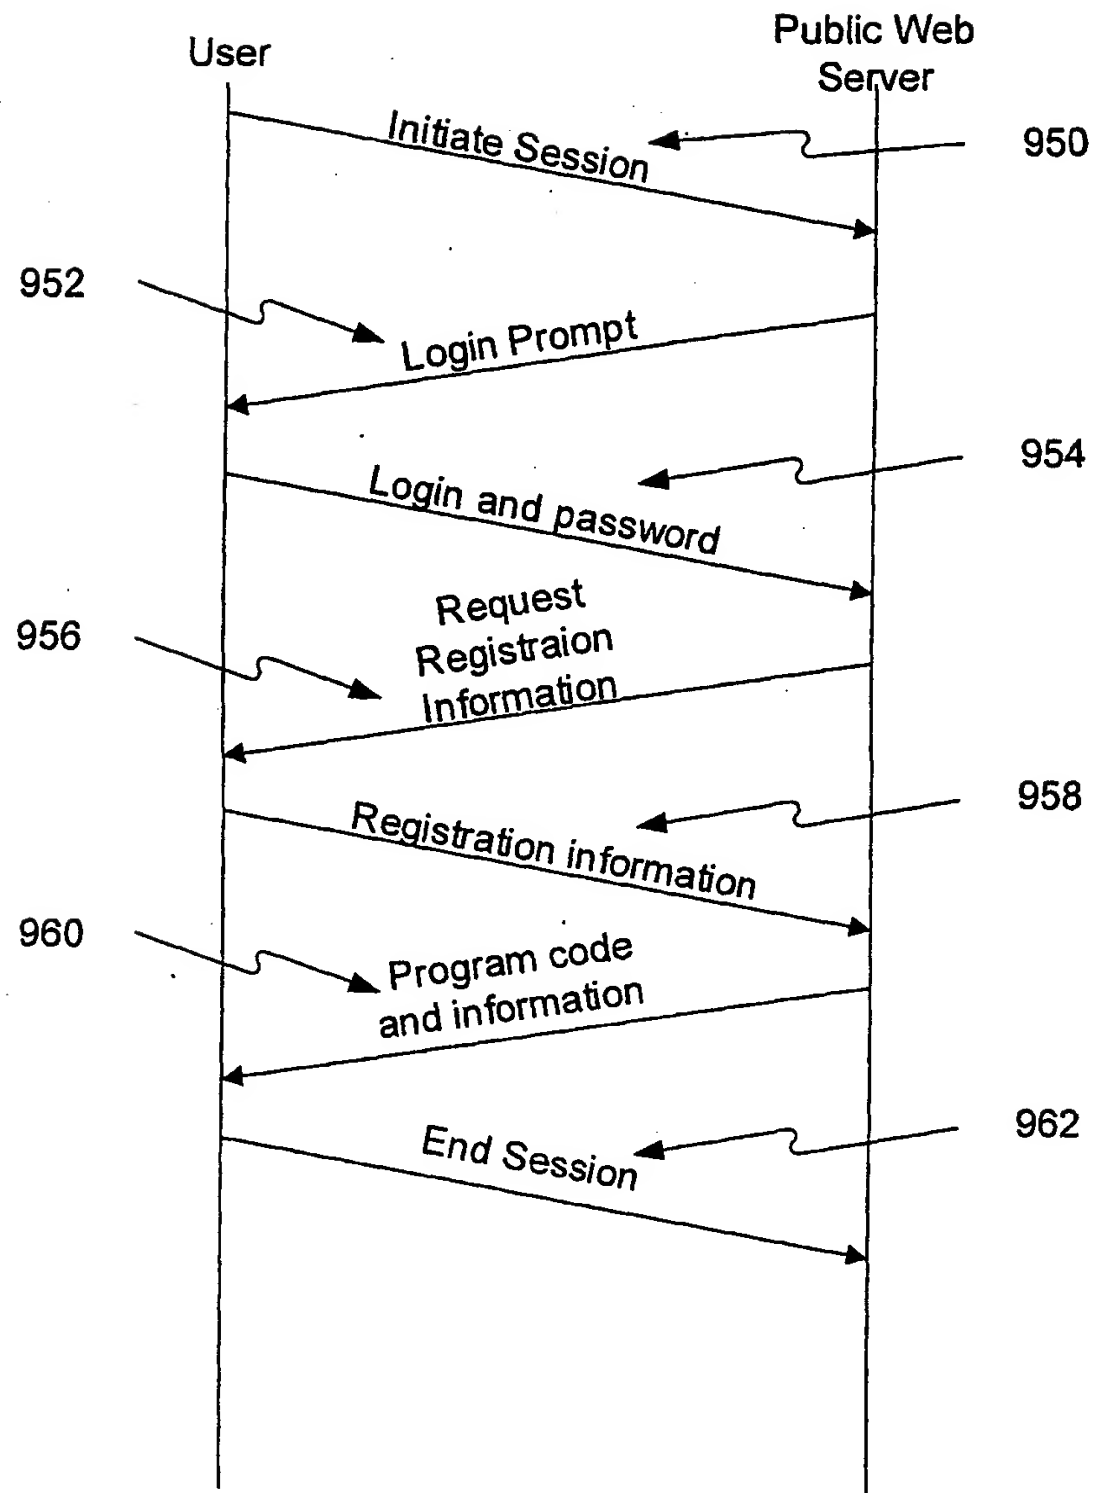 User
Public Web
Server
Initiate Session
950
952
Login Prompt
954
Login and password
956
Request
Registraion
Information
958
Registration information
960
Program code
and information
962
End Session